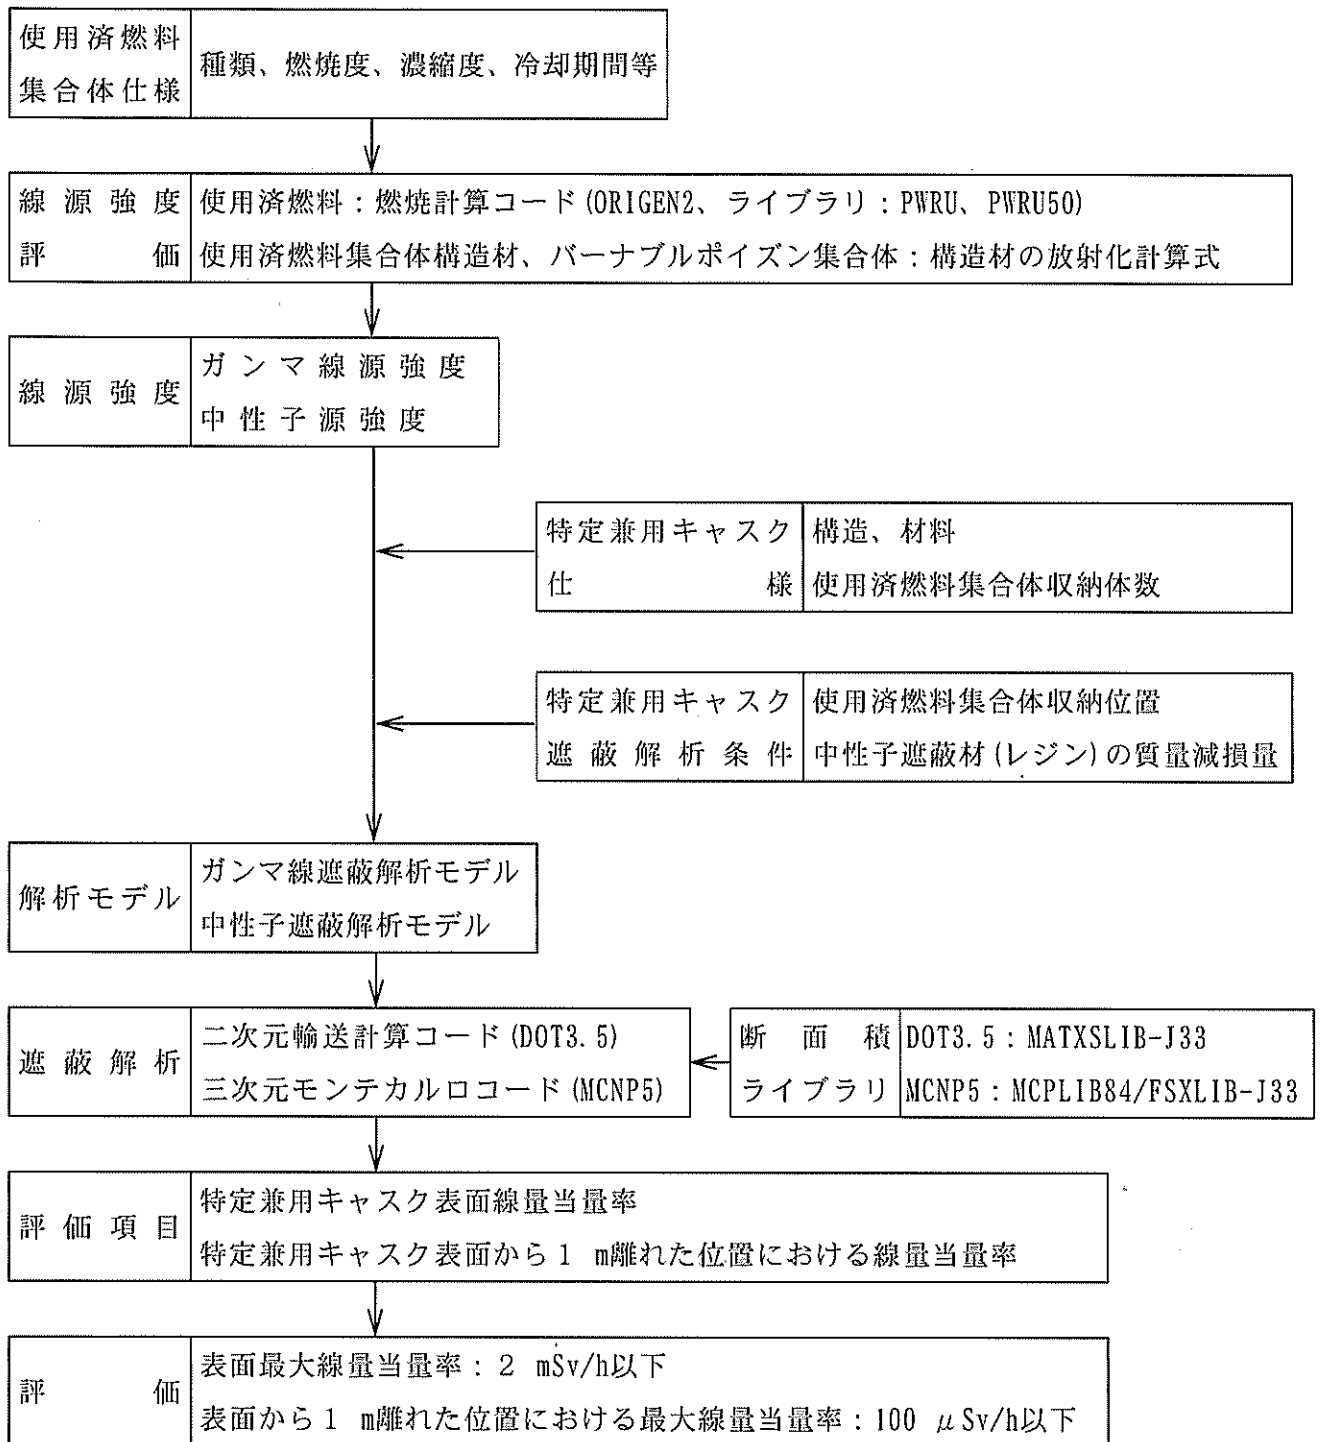 使用済燃料
集合体仕様
種類、燃焼度、濃縮度、冷却期間等
線源強度
評価
使用済燃料：燃焼計算コード(ORIGEN2、ライブラリ：PWRU、PWRU50)
使用済燃料集合体構造材、バーナブルポイズン集合体：構造材の放射化計算式
線源強度
ガンマ線源強度
中性子源強度
特定兼用キャスク
仕様
構造、材料
使用済燃料集合体収納体数
特定兼用キャスク
遮蔽解析条件
使用済燃料集合体収納位置
中性子遮蔽材(レジン)の質量減損量
解析モデル
ガンマ線遮蔽解析モデル
中性子遮蔽解析モデル
遮蔽解析
二次元輸送計算コード(DOT3.5)
三次元モンテカルロコード(MCNP5)
断面積
ライブラリ
DOT3.5：MATXSLIB-J33
MCNP5：MCPLIB84/FSXLIB-J33
評価項目
特定兼用キャスク表面線量当量率
特定兼用キャスク表面から1 m離れた位置における線量当量率
評価
表面最大線量当量率：2 mSv/h以下
表面から1 m離れた位置における最大線量当量率：100 μSv/h以下